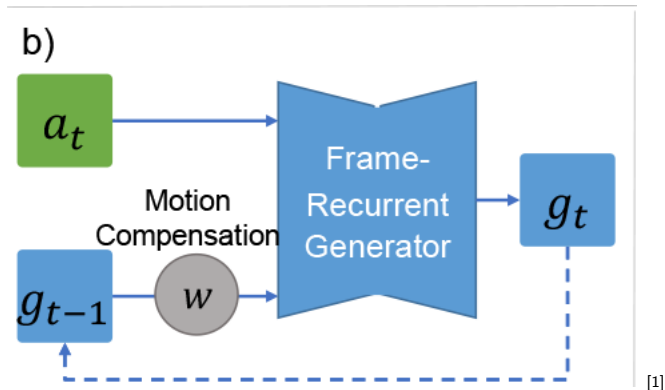 b)
a_t
Frame-
Recurrent
Generator
g_t
Motion
Compensation
g_{t-1}
w
[1]